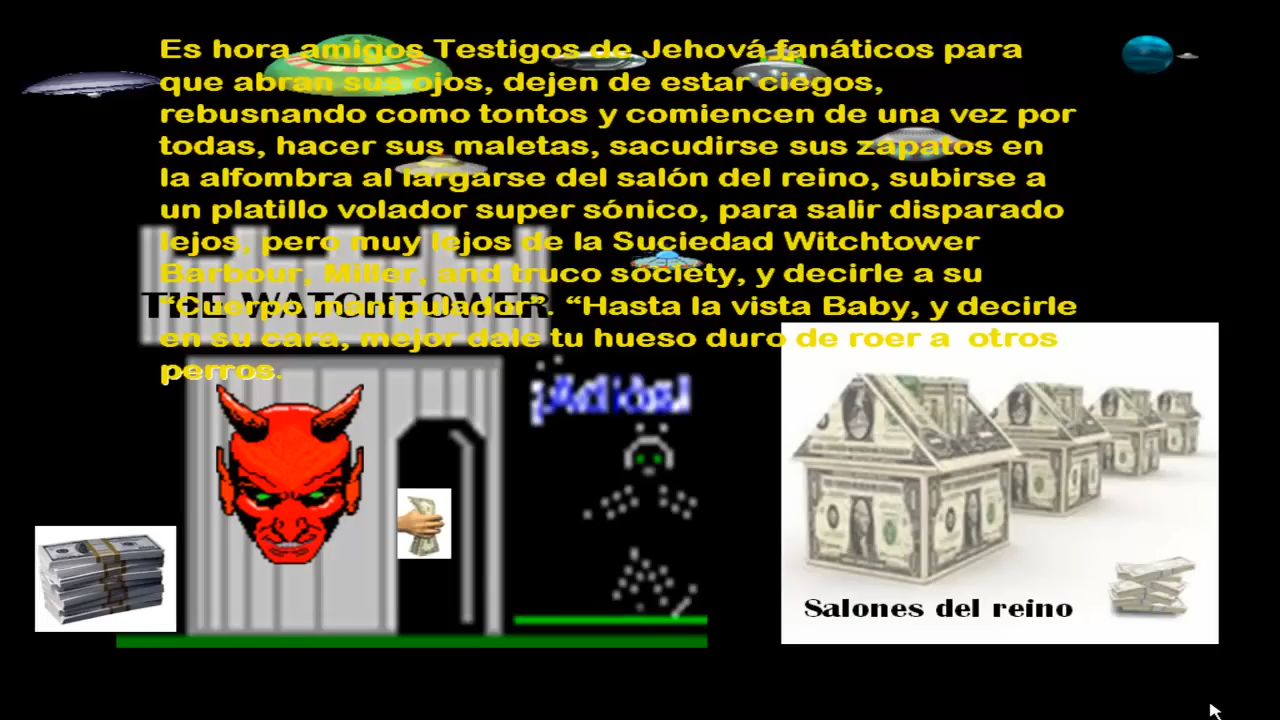 Es hora amigos Testigos de Jehová fanáticos para
que abran sus ojos, dejen de estar ciegos,
rebusnando como tontos y comiencen de una vez por
todas, hacer sus maletas, sacudirse sus zapatos en
la alfombra al largarse del salón del reino, subirse a
un platillo volador super sónico, para salir disparado
lejos, pero muy lejos de la Suciedad Witchtower
Barbour, Miller, and truco society, y decirle a su
“Cuerpo manipulador”. “Hasta la vista Baby, y decirle
en su cara, mejor dale tu hueso duro de roer a otros
perros.
THE WATCHTOWER
Salones del reino